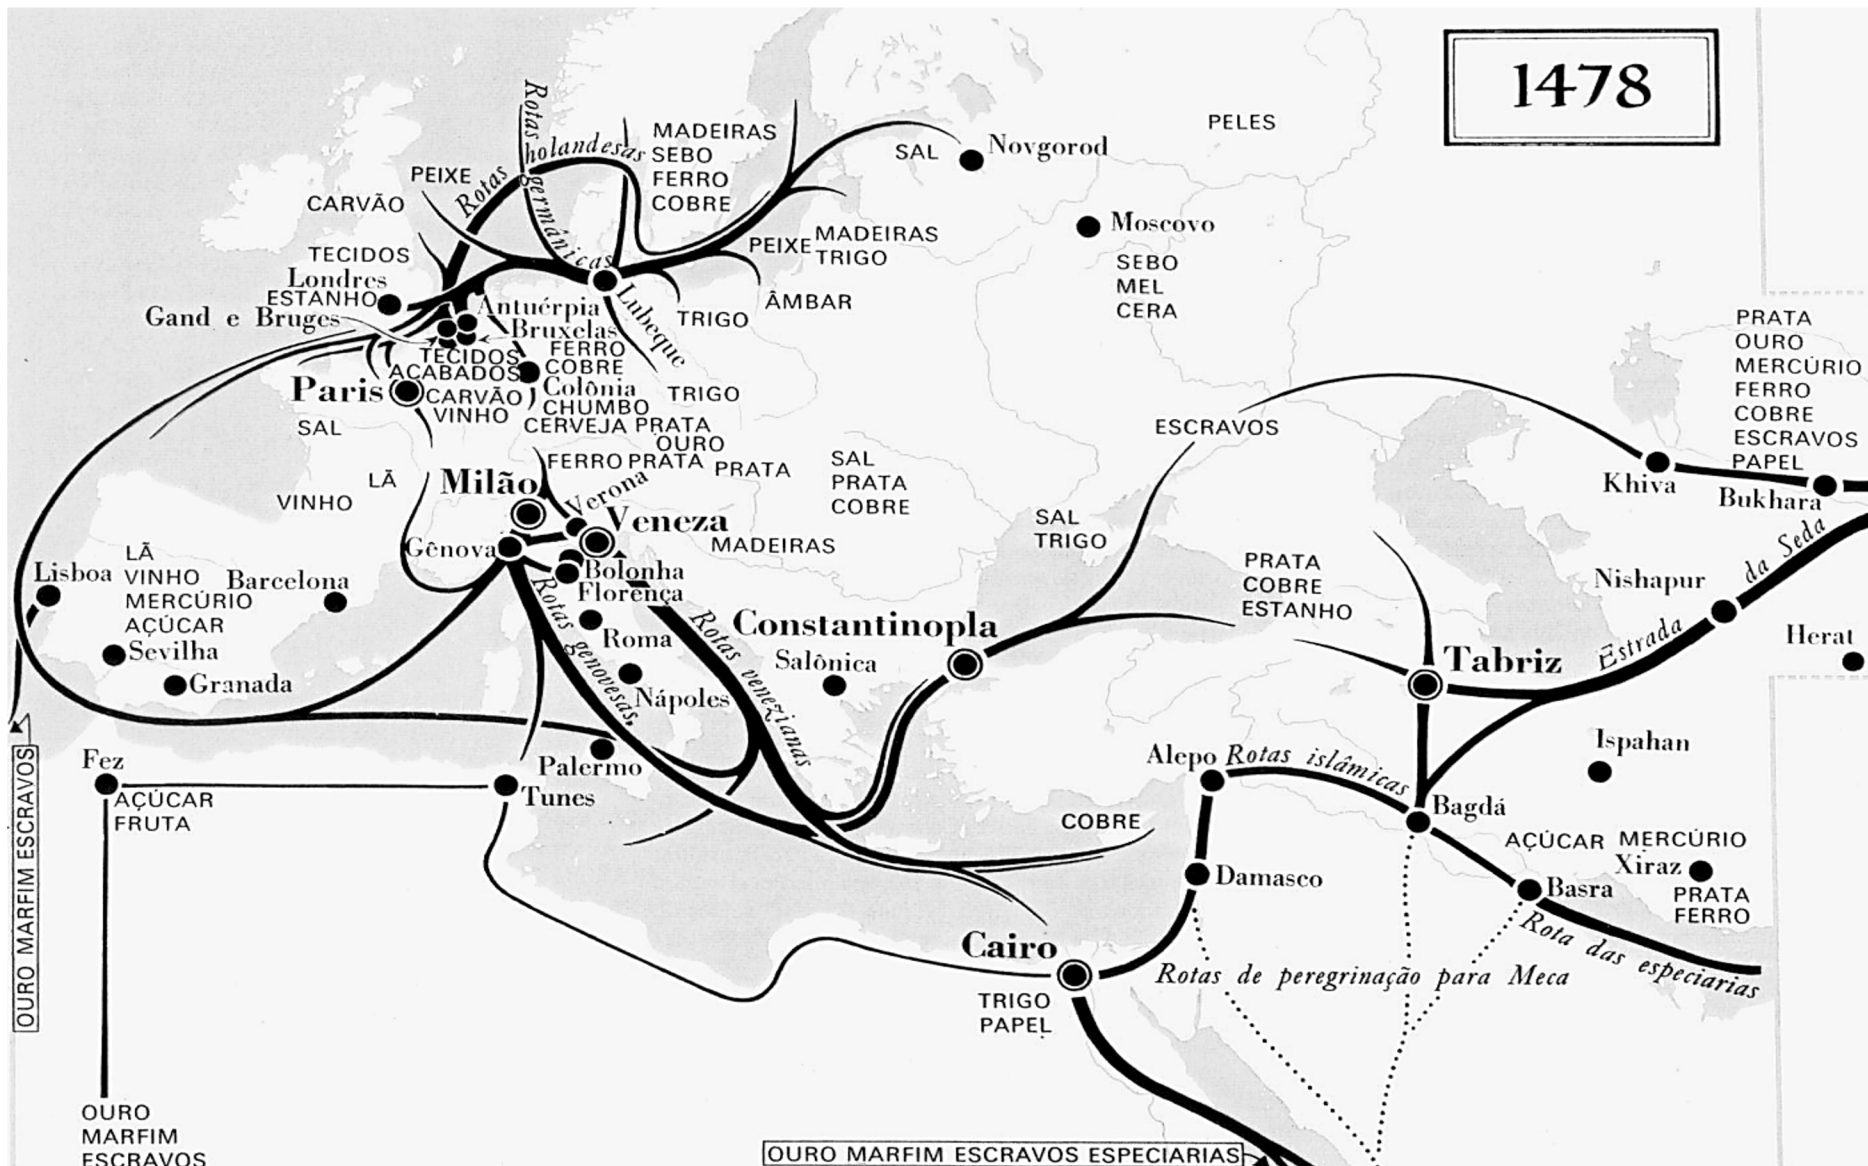 1478
PELES
Novgorod
SAL
MADEIRAS
SEBO
FERRO
COBRE
Rotas holandesas
Rotas germánicas
PEIXE
CARVÃO
TECIDOS
Londres
ESTANHO
Gand e Bruges
Antuérpia
Bruxelas
Lubeque
Moscovo
SEBO
MEL
CERA
PEIXE
MADEIRAS
TRIGO
ÂMBAR
TRIGO
FERRO
COBRE
TECIDOS
ACABADOS
Colônia
CHUMBO
Paris
CARVÃO
VINHO
TRIGO
CERVEJA PRATA
OURO
SAL
FERRO PRATA
PRATA
SAL
PRATA
COBRE
ESCRAVOS
PRATA
OURO
MERCÚRIO
FERRO
COBRE
ESCRAVOS
PAPEL
Khiva
Bukhara
LÃ
VINHO
Milão
Verona
Veneza
Gênova
Bolonha
Florença
MADEIRAS
SAL
TRIGO
PRATA
COBRE
ESTANHO
Nishapur
Estrada da Seda
Herat
Lisboa
LÃ
VINHO
MERCÚRIO
AÇÚCAR
Barcelona
Sevilha
Granada
Roma
Nápoles
Rotas genovesas
Rotas venezianas
Constantinopla
Salônica
Tabriz
Ispahan
Fez
AÇÚCAR
FRUTA
Palermo
Tunes
Alepo
Rotas islâmicas
Bagdá
COBRE
AÇÚCAR
MERCÚRIO
Xiraz
PRATA
FERRO
Basra
Damasco
Rota das especiarias
Cairo
TRIGO
PAPEL
Rotas de peregrinação para Meca
OURO MARFIM ESCRAVOS
OURO
MARFIM
ESCRAVOS
OURO MARFIM ESCRAVOS ESPECIARIAS